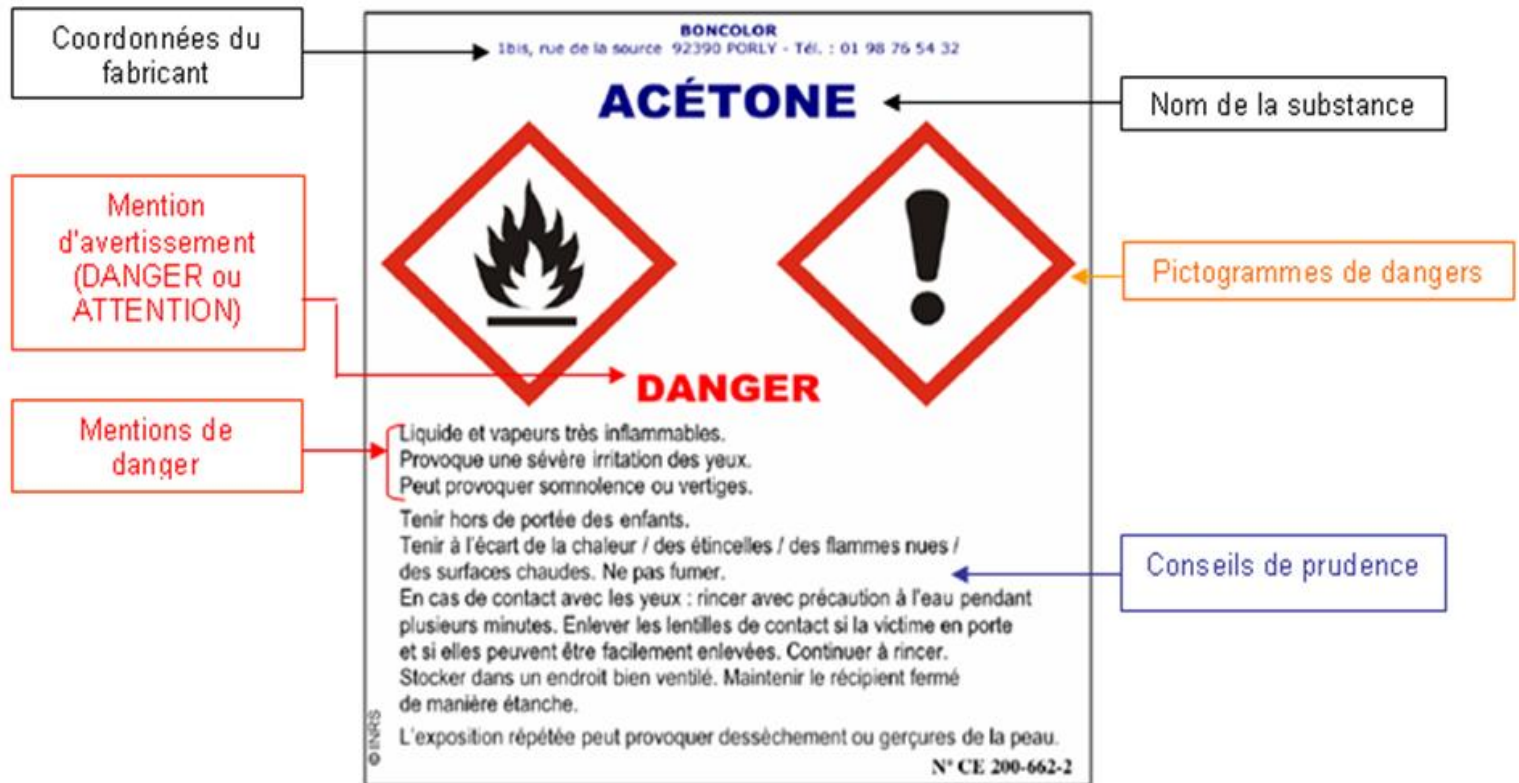 Coordonnées du
fabricant
BONCOLOR
1bis, rue de la source 92390 PORLY - Tél. : 01 98 76 54 32
ACÉTONE
Nom de la substance
Mention
d'avertissement
(DANGER ou
ATTENTION)
Pictogrammes de dangers
DANGER
Mentions de
danger
Liquide et vapeurs très inflammables.
Provoque une sévère irritation des yeux.
Peut provoquer somnolence ou vertiges.
Tenir hors de portée des enfants.
Tenir à l'écart de la chaleur / des étincelles / des flammes nues /
des surfaces chaudes. Ne pas fumer.
En cas de contact avec les yeux : rincer avec précaution à l'eau pendant
plusieurs minutes. Enlever les lentilles de contact si la victime en porte
et si elles peuvent être facilement enlevées. Continuer à rincer.
Stocker dans un endroit bien ventilé. Maintenir le récipient fermé
de manière étanche.
L'exposition répétée peut provoquer dessèchement ou gerçures de la peau.
Conseils de prudence
© INRS
N° CE 200-662-2